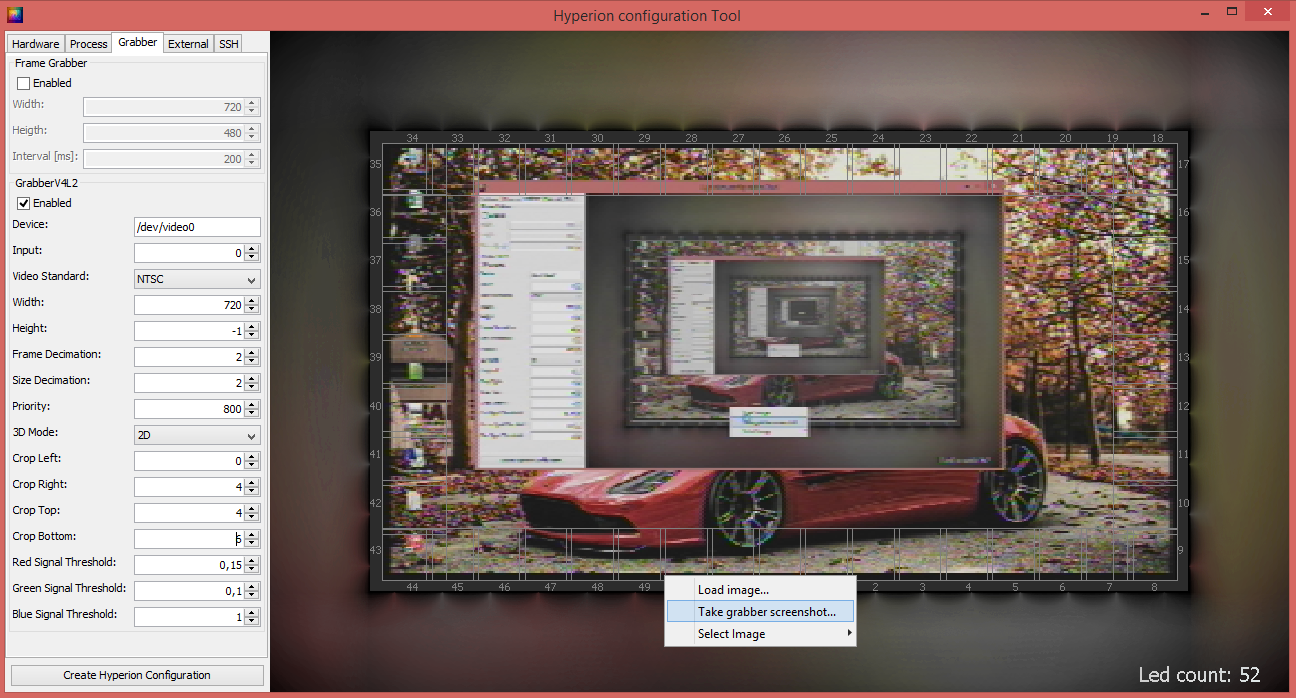 Hyperion configuration Tool
Hardware Process Grabber External SSH
Frame Grabber
Enabled
Width: 720
Heigth: 480
Interval [ms]: 200
GrabberV4L2
Enabled
Device: /dev/video0
Input: 0
Video Standard: NTSC
Width: 720
Height: -1
Frame Decimation: 2
Size Decimation: 2
Priority: 800
3D Mode: 2D
Crop Left: 0
Crop Right: 4
Crop Top: 4
Crop Bottom: 6
Red Signal Threshold: 0,15
Green Signal Threshold: 0,1
Blue Signal Threshold: 1
Create Hyperion Configuration
34 33 32 31 30 29 28 27 26 25 24 23 22 21 20 19 18
35 17
36 16
37 15
38 14
39 13
40 12
41 11
42 10
43 9
44 45 46 47 48 49 2 3 4 5 6 7 8
Load image...
Take grabber screenshot...
Select Image
Led count: 52